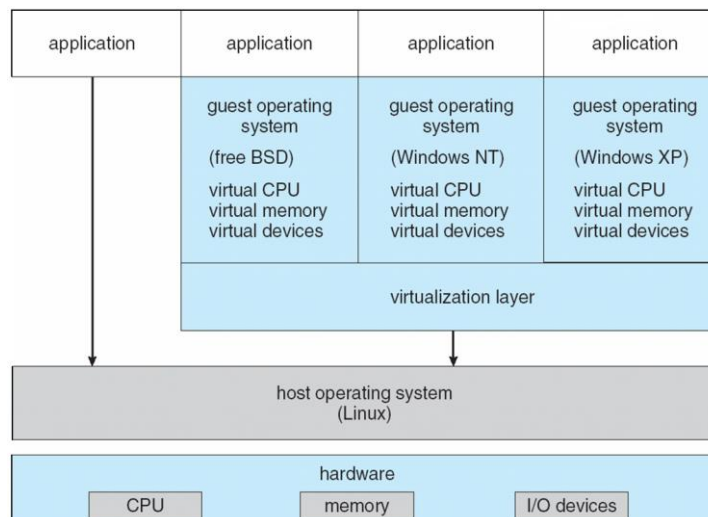 application
application
application
application
guest operating
system
(free BSD)
virtual CPU
virtual memory
virtual devices
guest operating
system
(Windows NT)
virtual CPU
virtual memory
virtual devices
guest operating
system
(Windows XP)
virtual CPU
virtual memory
virtual devices
virtualization layer
host operating system
(Linux)
hardware
CPU
memory
I/O devices